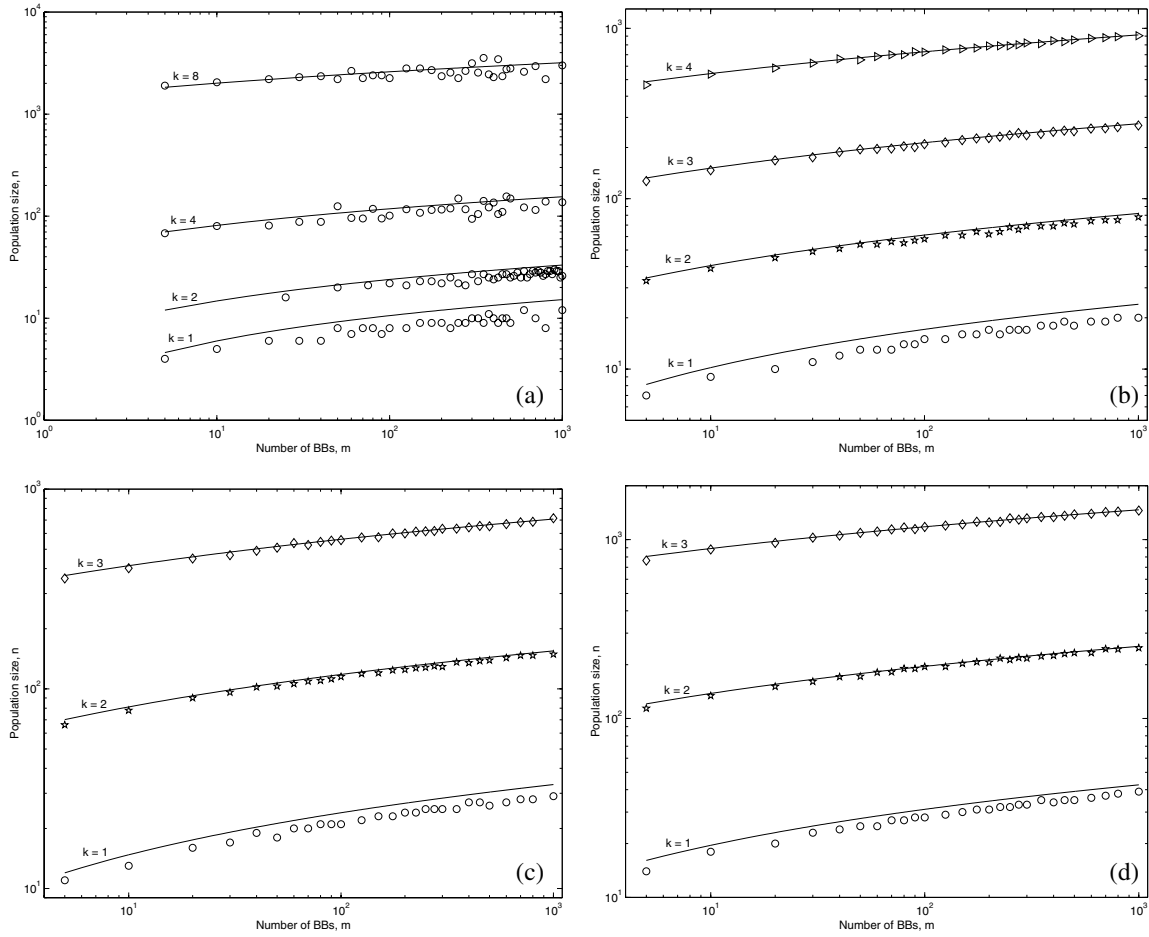 10^4
10^3
10^2
10^1
10^0
Population size, n
k = 8
k = 4
k = 2
k = 1
(a)
10^0
10^1
10^2
10^3
Number of BBs, m
10^3
10^2
10^1
Population size, n
k = 4
k = 3
k = 2
k = 1
(b)
10^1
10^2
10^3
Number of BBs, m
10^3
10^2
10^1
Population size, n
k = 3
k = 2
k = 1
(c)
10^1
10^2
10^3
Number of BBs, m
10^3
10^2
10^1
Population size, n
k = 3
k = 2
k = 1
(d)
10^1
10^2
10^3
Number of BBs, m